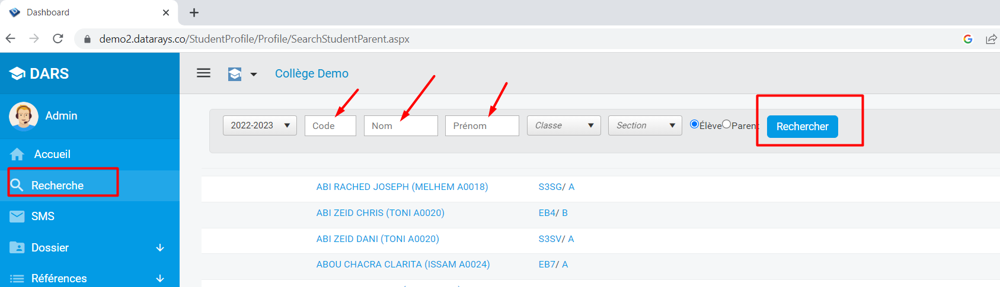 Dashboard
demo2.datarays.co/StudentProfile/Profile/SearchStudentParent.aspx
DARS
Collège Demo
Admin
2022-2023 Code Nom Prénom Classe Section Élève Parent Rechercher
Accueil
Recherche
SMS
Dossier
Références
ABI RACHED JOSEPH (MELHEM A0018) S3SG/ A
ABI ZEID CHRIS (TONI A0020) EB4/ B
ABI ZEID DANI (TONI A0020) S3SV/ A
ABOU CHACRA CLARITA (ISSAM A0024) EB7/ A